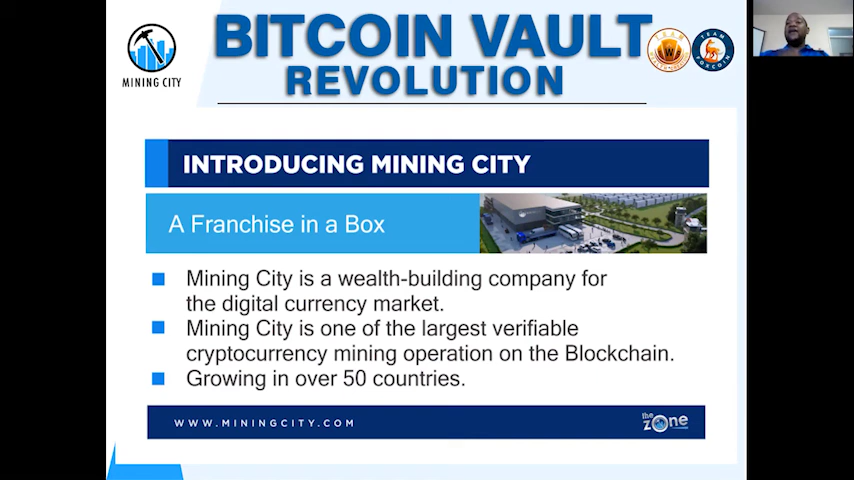 BITCOIN VAULT
REVOLUTION
MINING CITY
INTRODUCING MINING CITY
A Franchise in a Box
Mining City is a wealth-building company for
the digital currency market.
Mining City is one of the largest verifiable
cryptocurrency mining operation on the Blockchain.
Growing in over 50 countries.
WWW.MININGCITY.COM
the
zone
TEAM
FOXCOIN